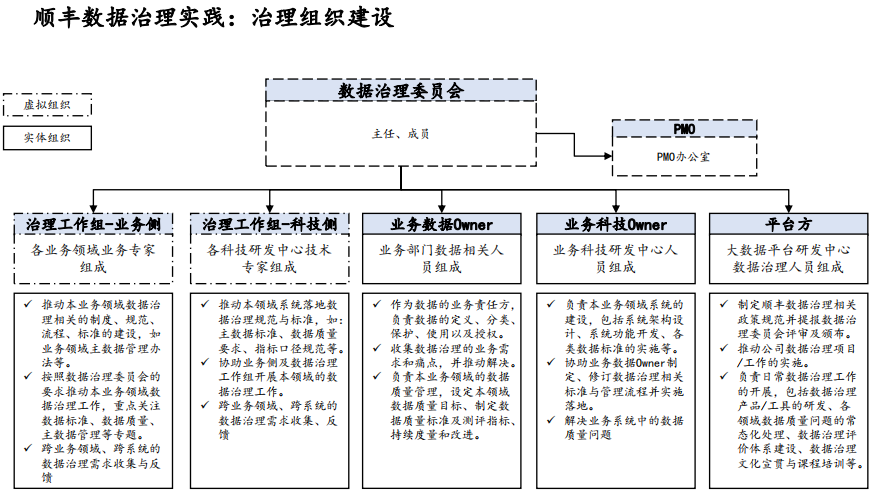 顺丰数据治理实践：治理组织建设
虚拟组织
实体组织
数据治理委员会
主任、成员
PMO
PMO办公室
治理工作组-业务侧
各业务领域业务专家
组成
✓ 推动本业务领域数据治
理相关的制度、规范、
流程、标准的建设，如
业务领域主数据管理办
法等。
✓ 按照数据治理委员会的
要求推动本业务领域数
据治理工作，重点关注
数据标准、数据质量、
主数据管理等专题。
✓ 跨业务领域、跨系统的
数据治理需求收集与反
馈
治理工作组-科技侧
各科技研发中心技术
专家组成
✓ 推动本领域系统落地数
据治理规范与标准，如：
主数据标准、数据质量
要求、指标口径规范等。
✓ 协助业务侧及数据治理
工作组开展本领域的数
据治理工作。
✓ 跨业务领域、跨系统的
数据治理需求收集、反
馈
业务数据Owner
业务部门数据相关人
员组成
✓ 作为数据的业务责任方，
负责数据的定义、分类、
保护、使用以及授权。
✓ 收集数据治理的业务需
求和痛点，并推动解决。
✓ 负责本业务领域的数据
质量管理，设定本领域
数据质量目标、制定数
据质量标准及测评指标、
持续度量和改进。
业务科技Owner
业务科技研发中心人
员组成
✓ 负责本业务领域系统的
建设，包括系统架构设
计、系统功能开发、各
类数据标准的实施等。
✓ 协助业务数据Owner制
定、修订数据治理相关
标准与管理流程并实施
落地。
✓ 解决业务系统中的数据
质量问题
平台方
大数据平台研发中心
数据治理人员组成
✓ 制定顺丰数据治理相关
政策规范并提报数据治
理委员会评审及颁布。
✓ 推动公司数据治理项目
/工作的实施。
✓ 负责日常数据治理工作
的开展，包括数据治理
产品/工具的研发、各
领域数据质量问题的常
态化处理、数据治理评
价体系建设、数据治理
文化宣贯与课程培训等。